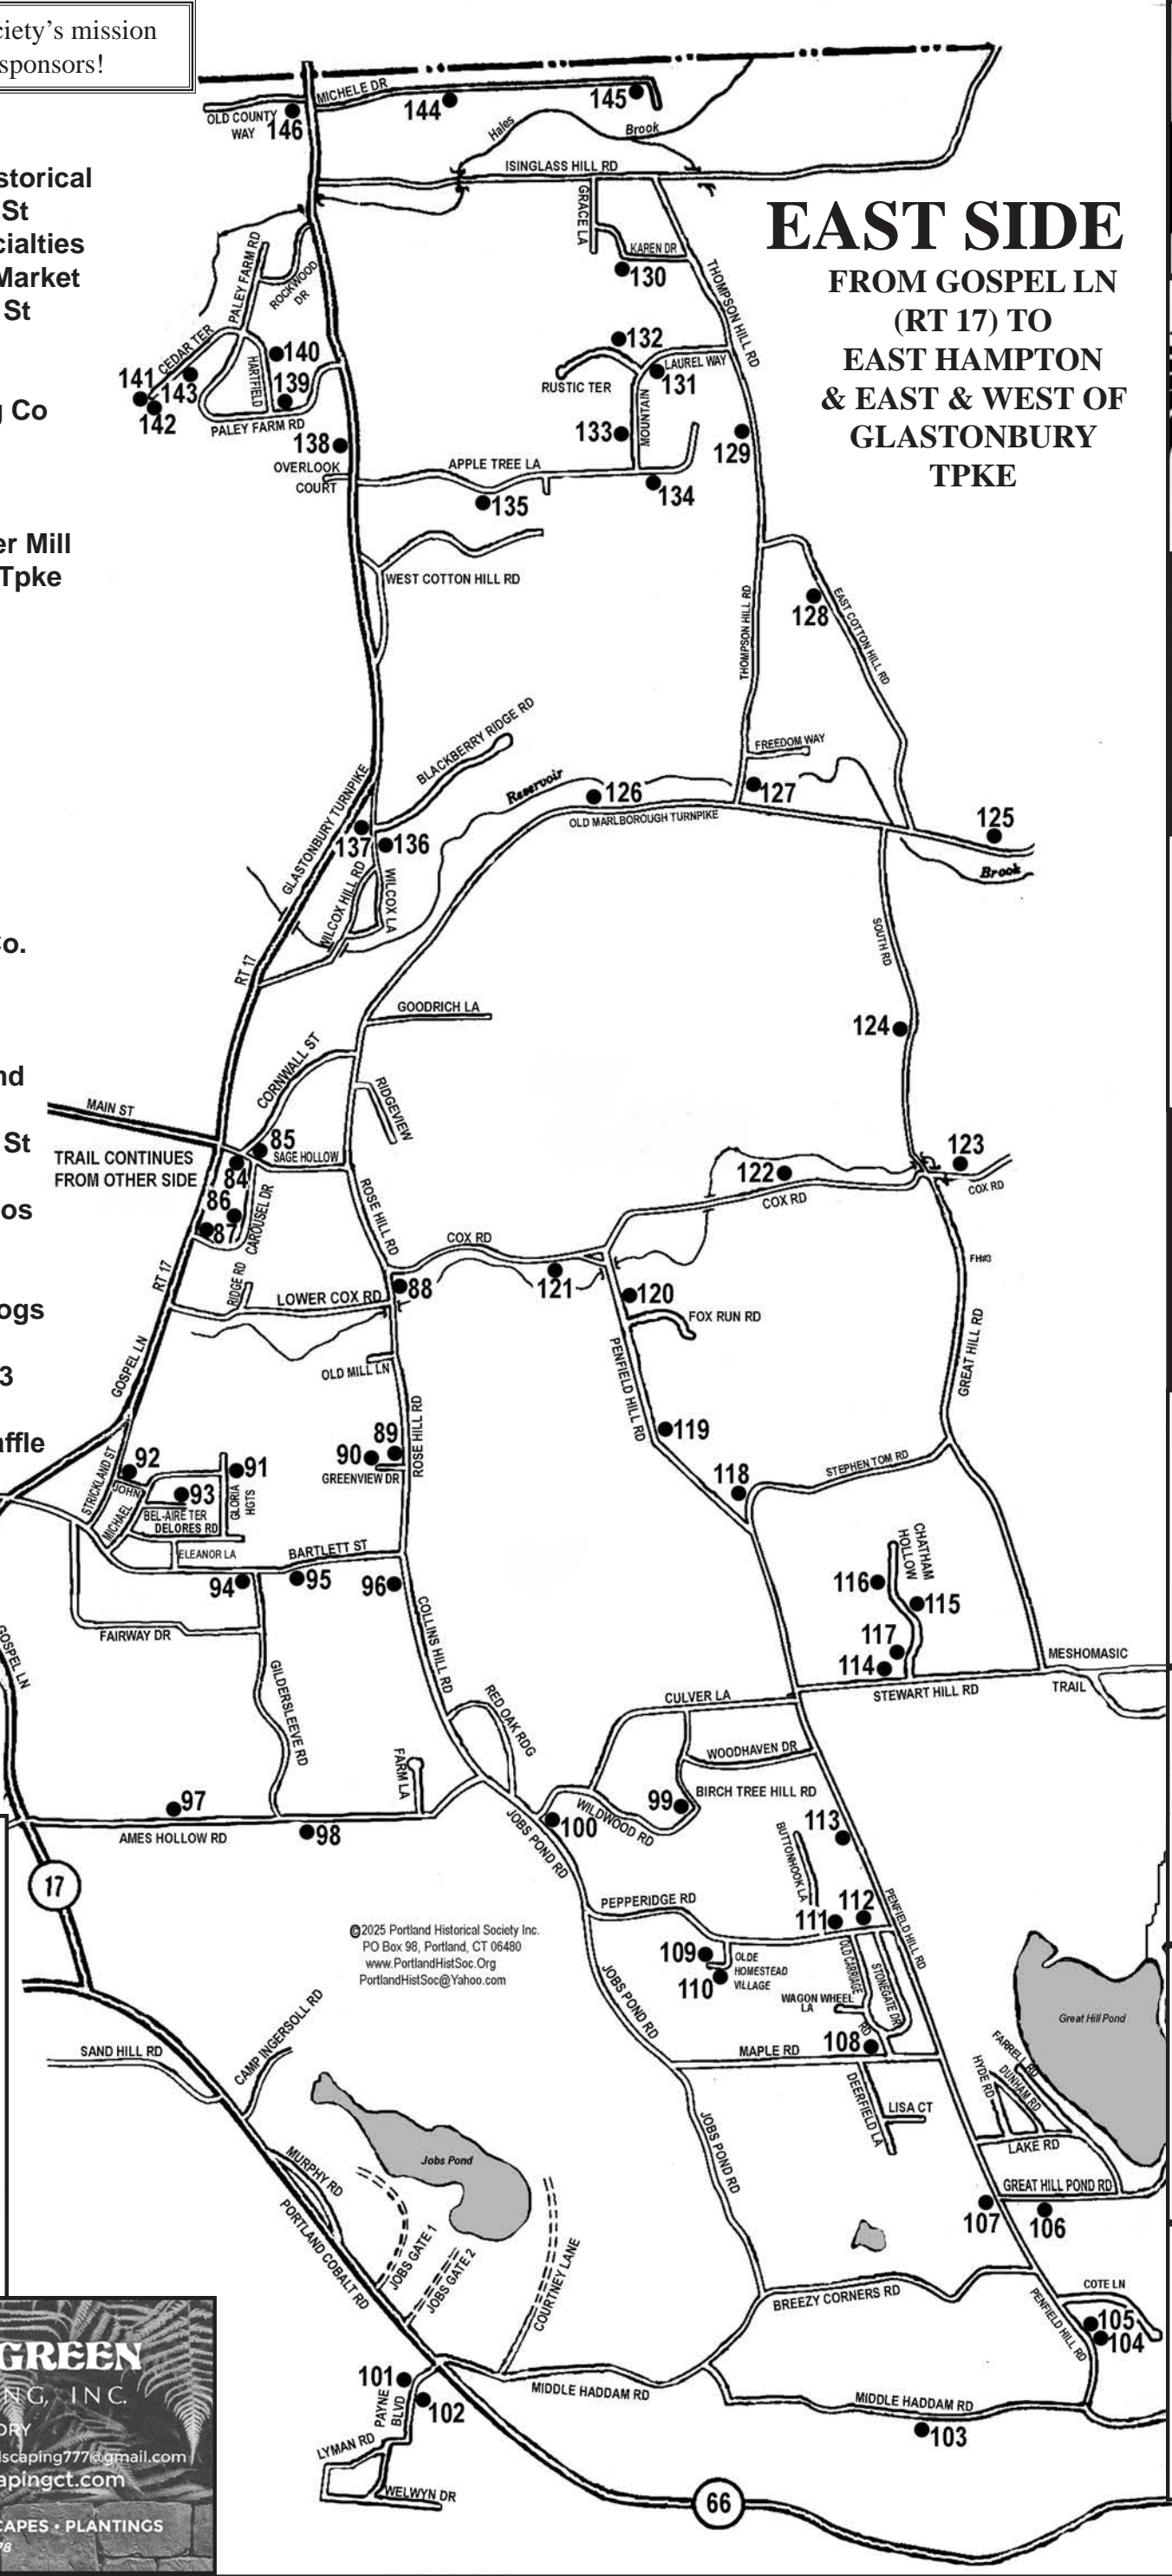 ciety’s mission
sponsors!
storical
St
cialties
Market
St
g Co
er Mill
Tpke
Co.
nd
St
os
ogs
3
affle
EAST SIDE
FROM GOSPEL LN
(RT 17) TO
EAST HAMPTON
& EAST & WEST OF
GLASTONBURY
TPKE
MICHELE DR
144
145
OLD COUNTY
WAY
146
Hales
Brook
ISINGLASS HILL RD
GRACE LA
KAREN DR
130
THOMPSON HILL RD
PALEY FARM RD
ROCKWOOD
DR
CEDAR TER
140
HARTFIELD
139
141
143
142
PALEY FARM RD
138
OVERLOOK
COURT
132
LAUREL WAY
131
RUSTIC TER
MOUNTAIN
133
129
APPLE TREE LA
134
135
WEST COTTON HILL RD
THOMPSON HILL RD
128
EAST COTTON HILL RD
BLACKBERRY RIDGE RD
FREEDOM WAY
GLASTONBURY TURNPIKE
Reservoir
126
127
OLD MARLBOROUGH TURNPIKE
125
Brook
137
136
WILCOX HILL RD
WILCOX LA
SOUTH RD
RT 17
GOODRICH LA
124
CORNWALL ST
RIDGEVIEW
MAIN ST
85
SAGE HOLLOW
TRAIL CONTINUES
FROM OTHER SIDE
84
86
87
CAROUSEL DR
ROSE HILL RD
122
COX RD
123
COX RD
COX RD
RT 17
RIDGE RD
LOWER COX RD
88
121
120
FH#3
FOX RUN RD
GREAT HILL RD
GOSPEL LN
OLD MILL LN
PENFIELD HILL RD
ROSE HILL RD
119
89
90
GREENVIEW DR
92
91
STRICKLAND ST
JOHN
93
GLORIA
HGTS
MICHAEL
BEL-AIRE TER
DELORES RD
118
STEPHEN TOM RD
ELEANOR LA
BARTLETT ST
94
95
96
CHATHAM
HOLLOW
116
115
117
114
COLLINS HILL RD
FAIRWAY DR
GOSPEL LN
GILDERSLEEVE RD
MESHOMASIC
TRAIL
STEWART HILL RD
CULVER LA
RED OAK RDG
WOODHAVEN DR
FARM LA
BIRCH TREE HILL RD
97
99
WILDWOOD RD
100
AMES HOLLOW RD
98
JOBS POND RD
113
BUTTONHOOK LA
17
PEPPERIDGE RD
112
111
PENFIELD HILL RD
©2025 Portland Historical Society Inc.
PO Box 98, Portland, CT 06480
www.PortlandHistSoc.Org
PortlandHistSoc@Yahoo.com
109
110
OLDE
HOMESTEAD
VILLAGE
OLD CARRIAGE
RD
STONEGATE DR
WAGON WHEEL
LA
JOBS POND RD
Great Hill Pond
SAND HILL RD
CAMP INGERSOLL RD
108
MAPLE RD
FARRELL RD
DUNHAM RD
HYDE RD
DEERFIELD LA
LISA CT
LAKE RD
JOBS POND RD
Jobs Pond
MURPHY RD
GREAT HILL POND RD
107
106
PORTLAND COBALT RD
JOBS GATE 1
JOBS GATE 2
COURTNEY LANE
BREEZY CORNERS RD
COTE LN
PENFIELD HILL RD
105
104
101
PAYNE
BLVD
102
MIDDLE HADDAM RD
MIDDLE HADDAM RD
103
LYMAN RD
WELWYN DR
66
GREEN
NG, INC.
ORY
dscaping777@gmail.com
apingct.com
CAPES • PLANTINGS
78